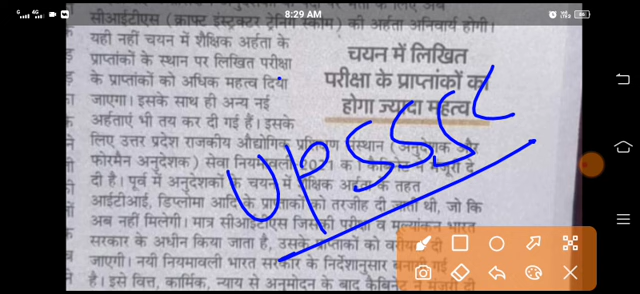 8:29 AM
सीआईटीएस (क्राफ्ट इंस्ट्रक्टर ट्रेनिंग स्कीम) की अर्हता अनिवार्य होगी।
यही नहीं चयन में शैक्षिक अर्हता के
प्राप्तांकों के स्थान पर लिखित परीक्षा
के प्राप्तांकों को अधिक महत्व दिया
जाएगा। इसके साथ ही अन्य नई
अर्हताएं भी तय कर दी गई हैं। इसके
चयन में लिखित
परीक्षा के प्राप्तांकों का
होगा ज्यादा महत्व
UPSSSC
लिए उत्तर प्रदेश राजकीय औद्योगिक प्रशिक्षण संस्थान (अनुदेशक और
फोरमैन अनुदेशक) सेवा नियमावली 2021 को कैबिनेट ने मंजूरी दे
दी है। पूर्व में अनुदेशकों के चयन में शैक्षिक अर्हता के तहत
आईटीआई, डिप्लोमा आदि के प्राप्तांकों को तरजीह दी जाती थी, जो कि
अब नहीं मिलेगी। मात्र सीआईटीएस जिसकी परीक्षा व मूल्यांकन भारत
सरकार के अधीन किया जाता है, उसके प्राप्तांकों को वरीयता दी
जाएगी। नयी नियमावली भारत सरकार के निर्देशानुसार बनायी गई
है। इसे वित्त, कार्मिक, न्याय से अनुमोदन के बाद कैबिनेट ने मंजूरी दी